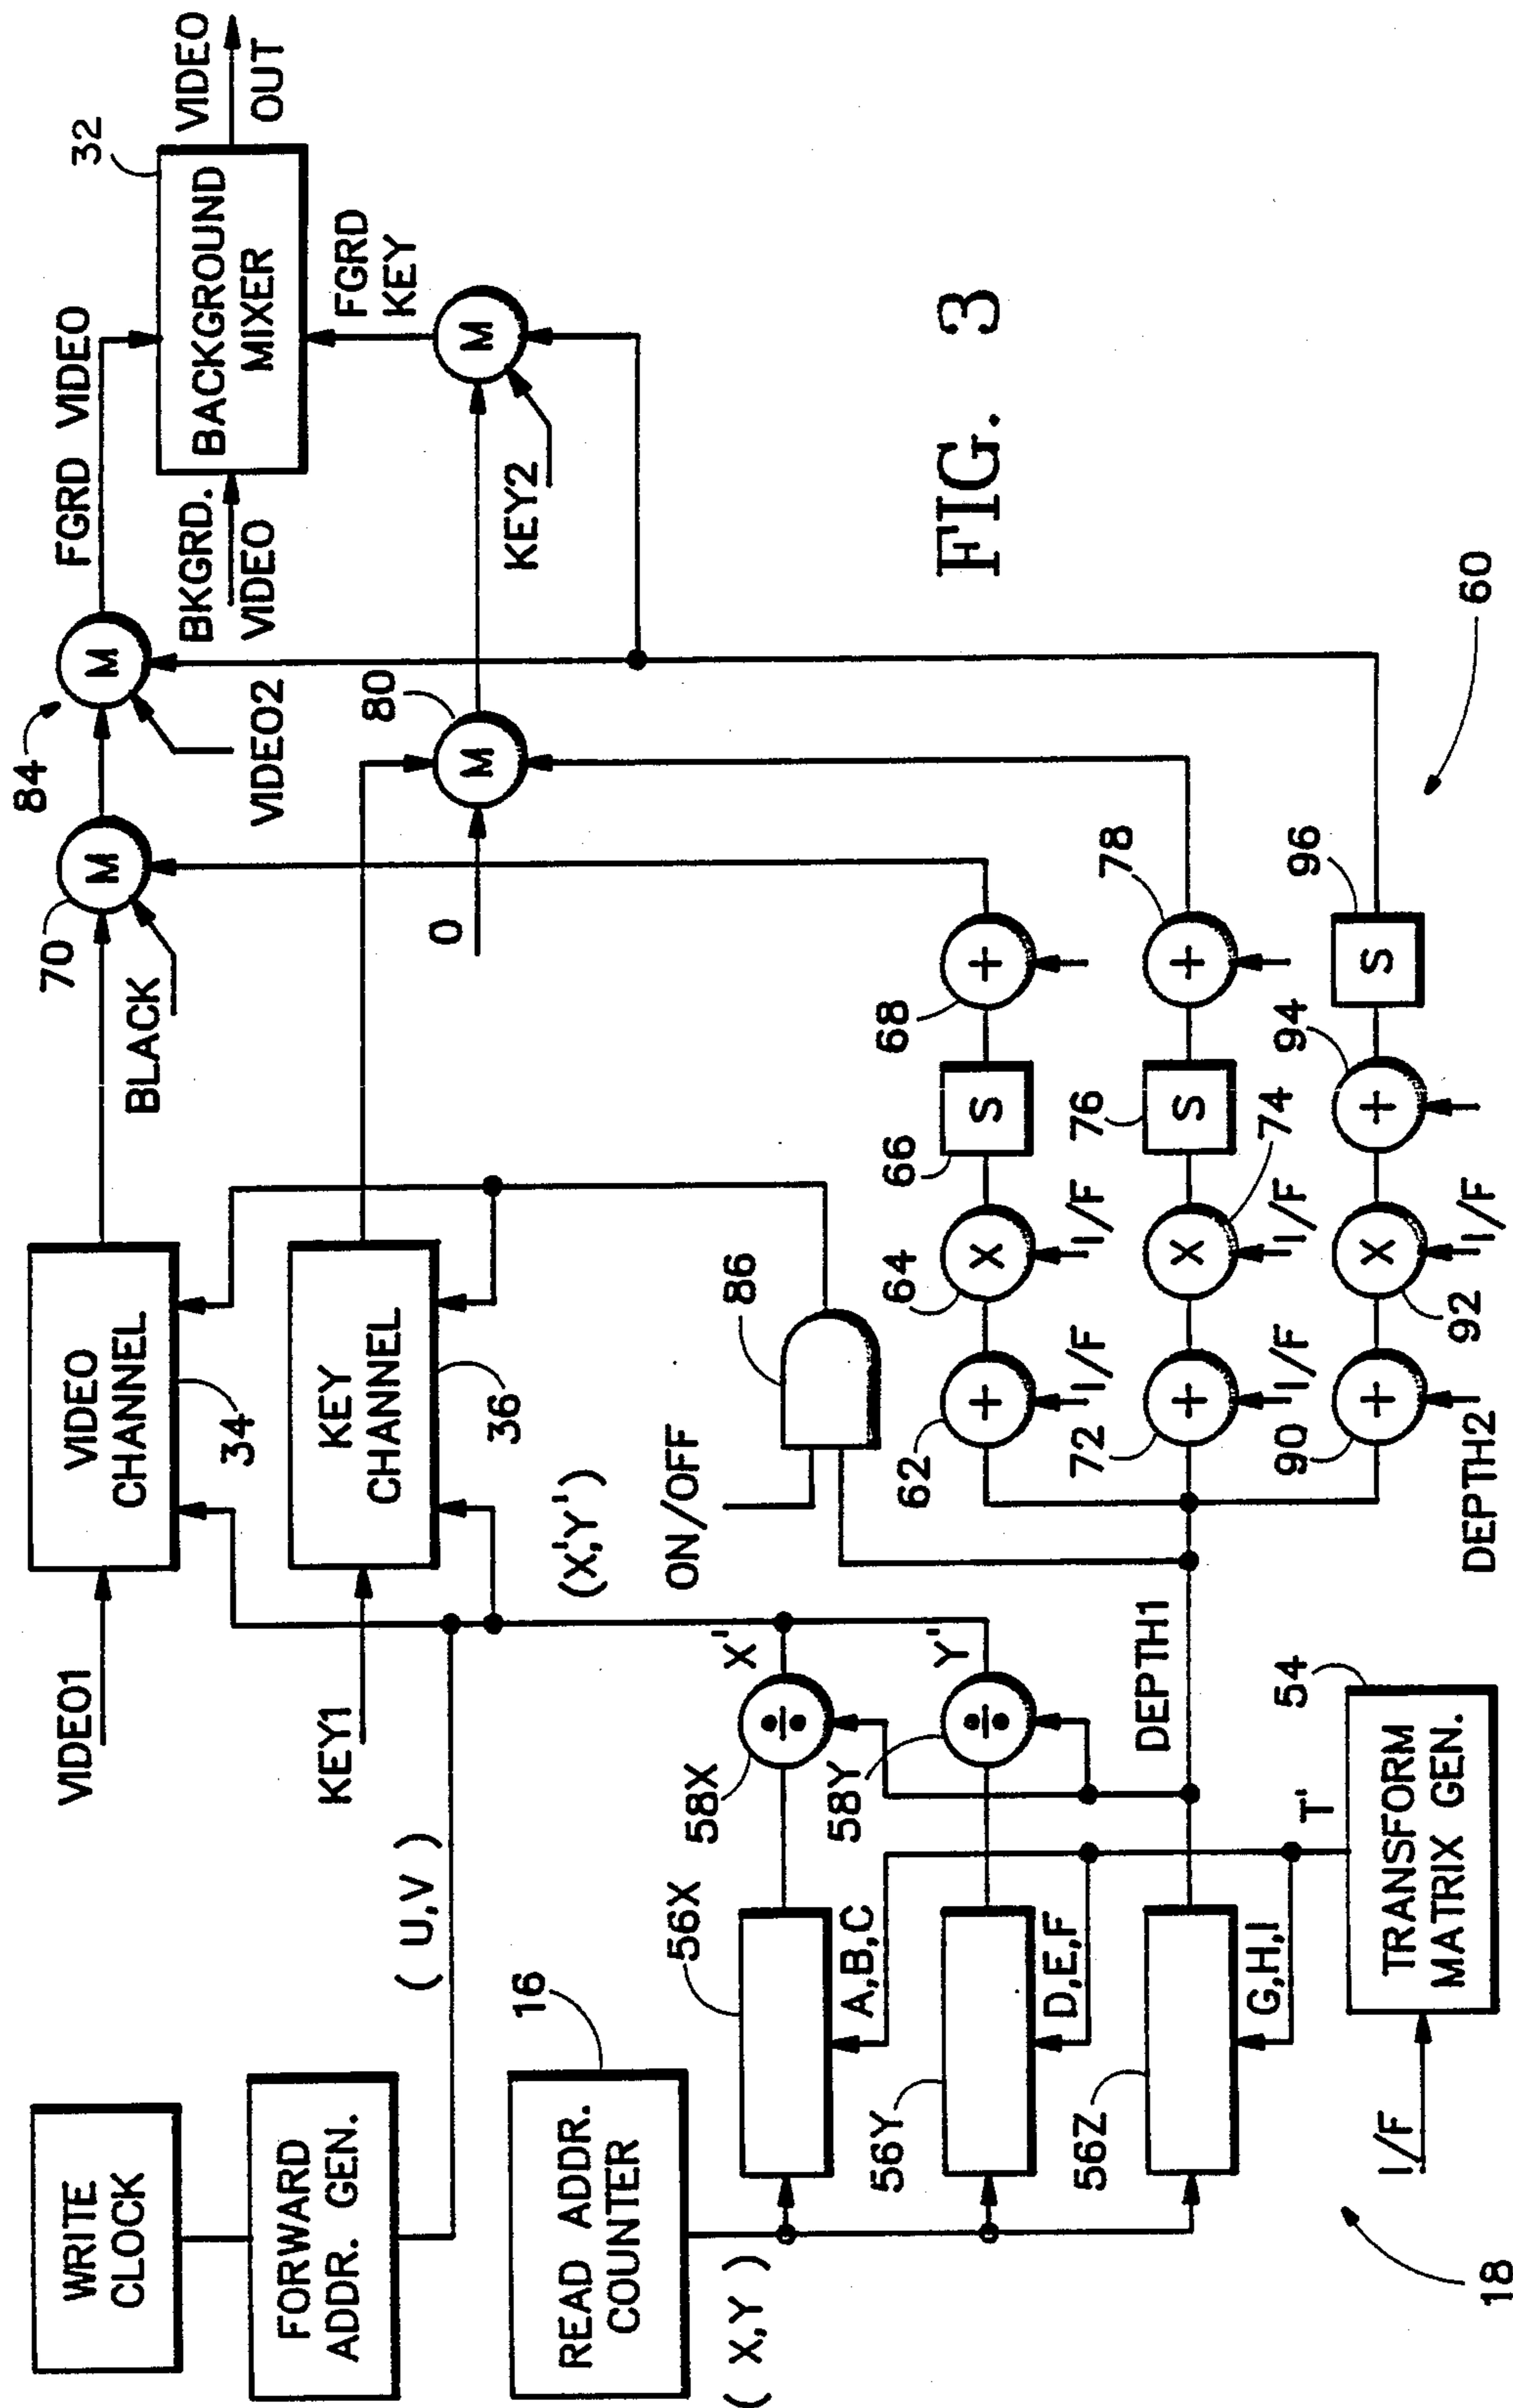 WRITE
CLOCK
FORWARD
ADDR. GEN.
( U,V )
READ ADDR.
COUNTER
16
( X,Y )
VIDEO1
VIDEO
CHANNEL
34
KEY1
KEY
CHANNEL
36
(X',Y')
ON/OFF
86
56X
A,B,C
58X
÷
X'
56Y
D,E,F
58Y
÷
Y'
56Z
G,H,I
DEPTH1
T'
TRANSFORM
MATRIX GEN.
54
I/F
18
70
M
BLACK
84
M
VIDEO2
FGRD VIDEO
BKGRD.
VIDEO
BACKGROUND
MIXER
32
VIDEO
OUT
FGRD
KEY
M
KEY2
80
M
0
62
+
I/F
64
X
I/F
66
S
68
+
72
+
I/F
74
X
I/F
76
S
78
+
90
+
DEPTH2
92
X
I/F
94
+
96
S
60
FIG. 3